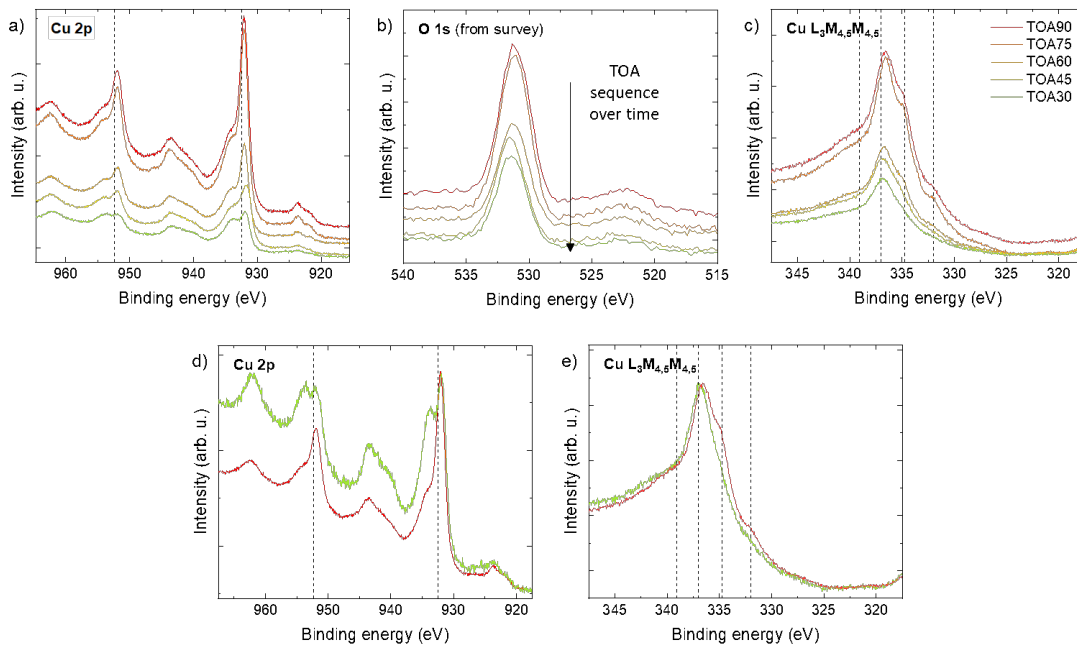 a)
Cu 2p
Intensity (arb. u.)
960 950 940 930 920
Binding energy (eV)
b)
O 1s (from survey)
TOA
sequence
over time
Intensity (arb. u.)
540 535 530 525 520 515
Binding energy (eV)
c)
Cu L₃M₄,₅M₄,₅
TOA90
TOA75
TOA60
TOA45
TOA30
Intensity (arb. u.)
345 340 335 330 325 320
Binding energy (eV)
d)
Cu 2p
Intensity (arb. u.)
960 950 940 930 920
Binding energy (eV)
e)
Cu L₃M₄,₅M₄,₅
Intensity (arb. u.)
345 340 335 330 325 320
Binding energy (eV)